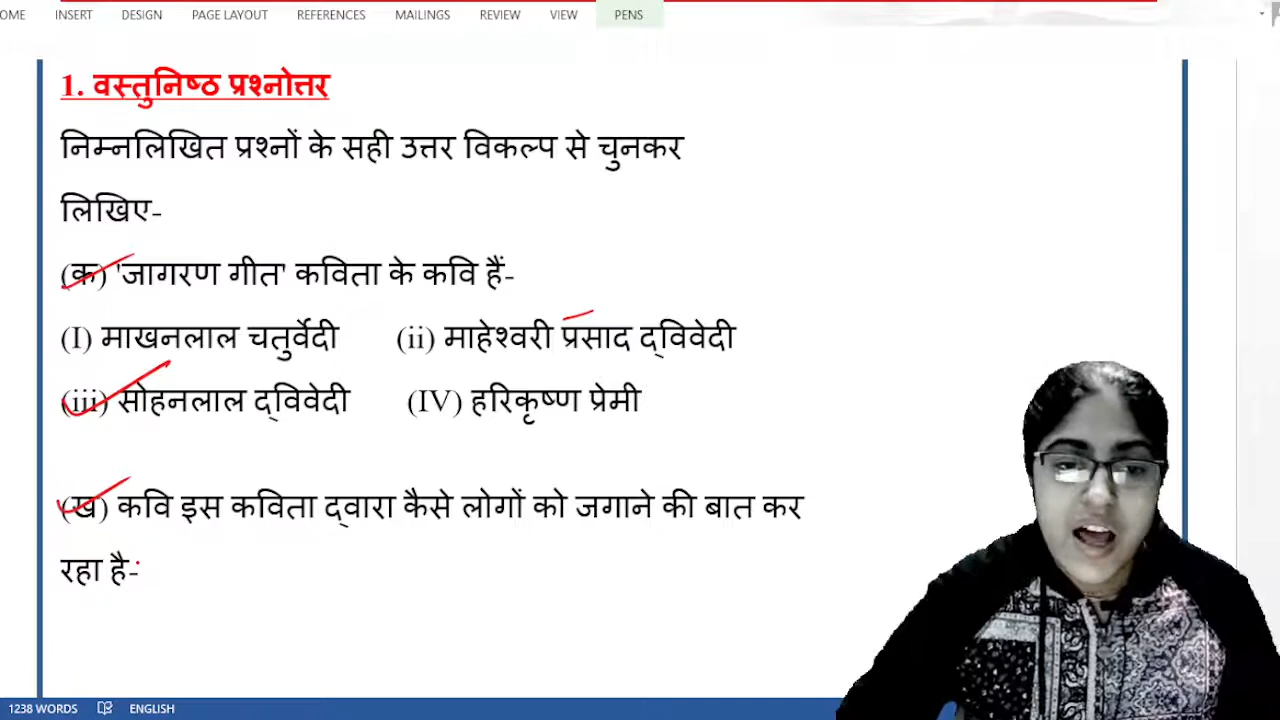 OME INSERT DESIGN PAGE LAYOUT REFERENCES MAILINGS REVIEW VIEW PENS
1. वस्तुनिष्ठ प्रश्नोत्तर
निम्नलिखित प्रश्नों के सही उत्तर विकल्प से चुनकर
लिखिए-
(क) 'जागरण गीत' कविता के कवि हैं-
(I) माखनलाल चतुर्वेदी (ii) माहेश्वरी प्रसाद द्विवेदी
(iii) सोहनलाल द्विवेदी (IV) हरिकृष्ण प्रेमी
(ख) कवि इस कविता द्वारा कैसे लोगों को जगाने की बात कर
रहा है-
1238 WORDS ENGLISH